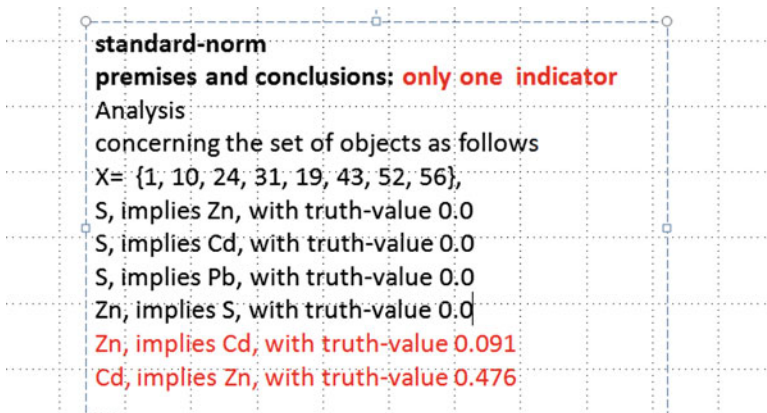 standard-norm
premises and conclusions: only one indicator
Analysis
concerning the set of objects as follows
X= {1, 10, 24, 31, 19, 43, 52, 56},
S, implies Zn, with truth-value 0.0
S, implies Cd, with truth-value 0.0
S, implies Pb, with truth-value 0.0
Zn, implies S, with truth-value 0.0
Zn, implies Cd, with truth-value 0.091
Cd, implies Zn, with truth-value 0.476